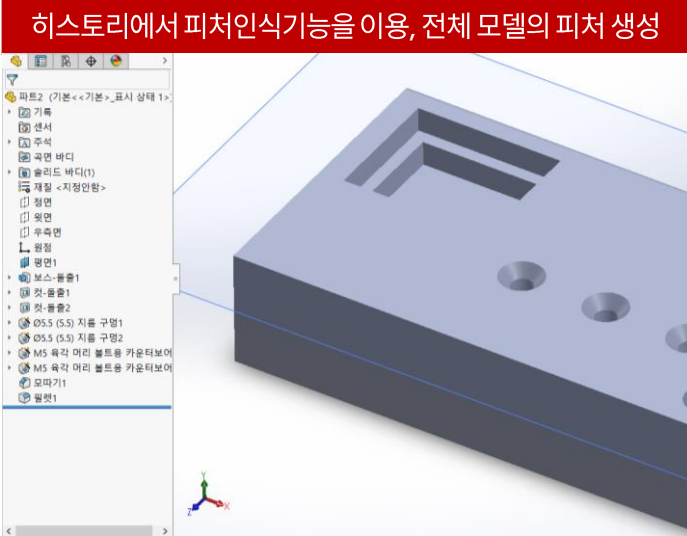 히스토리에서 피처인식기능을 이용, 전체 모델의 피처 생성
파트2 (기본<<기본>_표시 상태 1>)
기록
센서
주석
곡면 바디
솔리드 바디(1)
재질 <지정안함>
정면
윗면
우측면
원점
평면1
보스-돌출1
컷-돌출1
컷-돌출2
Ø5.5 (5.5) 지름 구멍1
Ø5.5 (5.5) 지름 구멍2
M5 육각 머리 볼트용 카운터보어
M5 육각 머리 볼트용 카운터보어
모따기1
필렛1
Y
X
Z